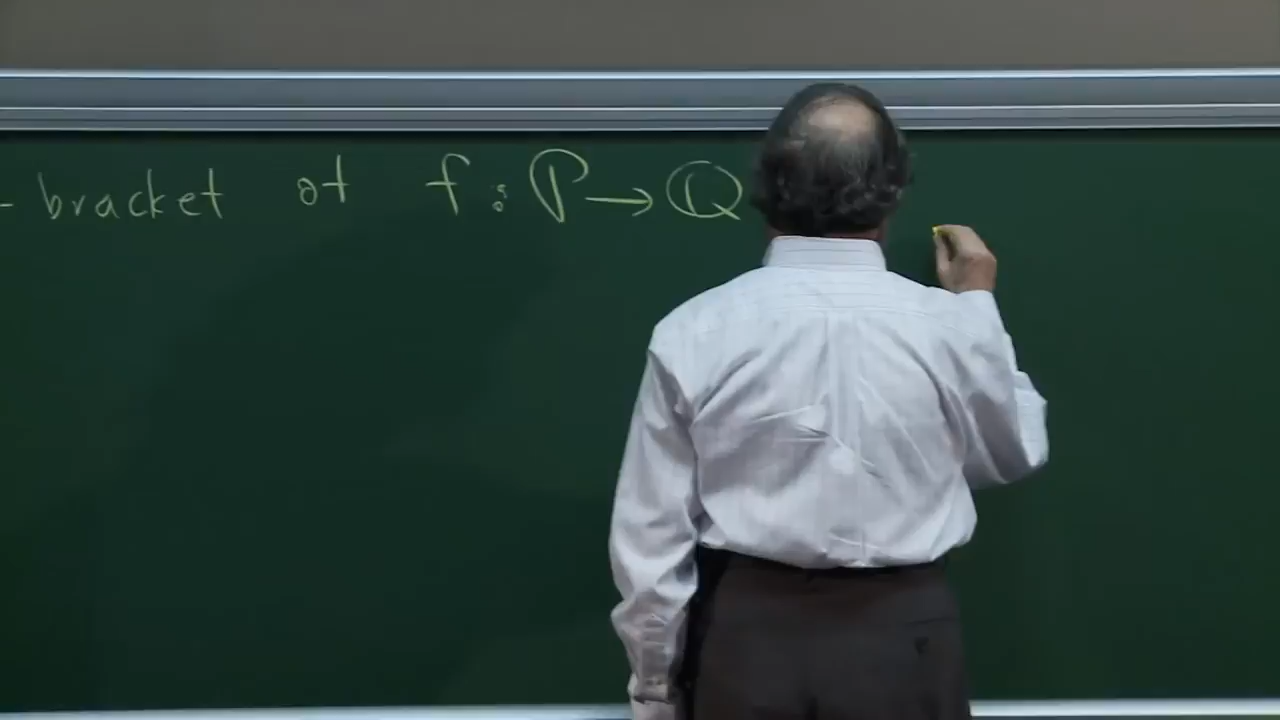 - bracket of f: P → Q